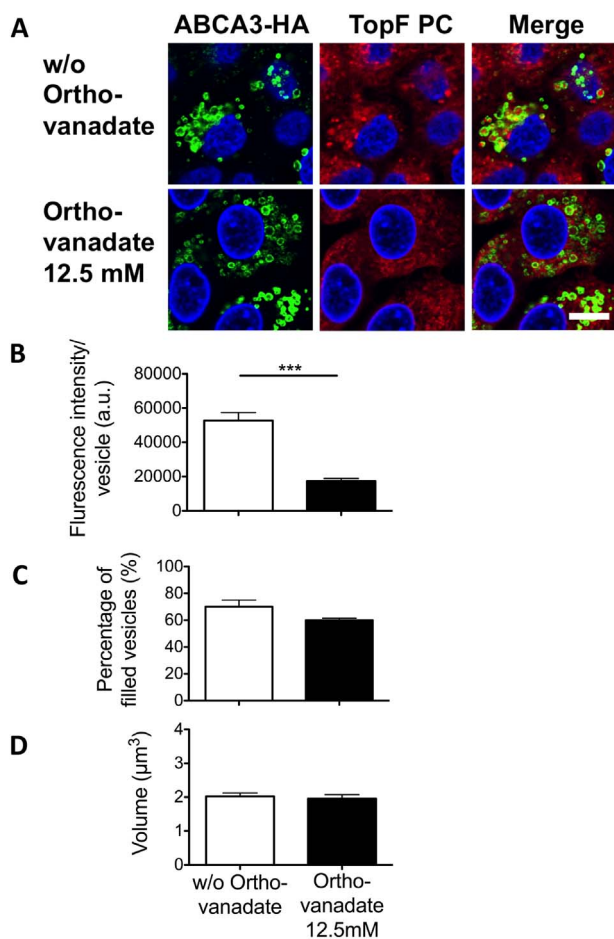 A
ABCA3-HA TopF PC Merge
w/o
Ortho-
vanadate
Ortho-
vanadate
12.5 mM
B
Flurescence intensity/
vesicle (a.u.)
80000
60000
40000
20000
0
***
C
Percentage of
filled vesicles (%)
100
80
60
40
20
0
D
Volume (µm³)
4
3
2
1
0
w/o Ortho-
vanadate
Ortho-
vanadate
12.5mM